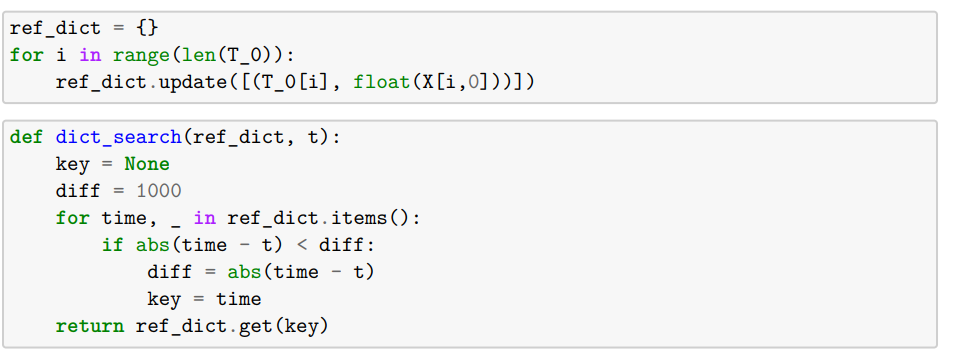 ref_dict = {}
for i in range(len(T_0)):
    ref_dict.update([(T_0[i], float(X[i,0]))])
def dict_search(ref_dict, t):
    key = None
    diff = 1000
    for time, _ in ref_dict.items():
        if abs(time - t) < diff:
            diff = abs(time - t)
            key = time
    return ref_dict.get(key)